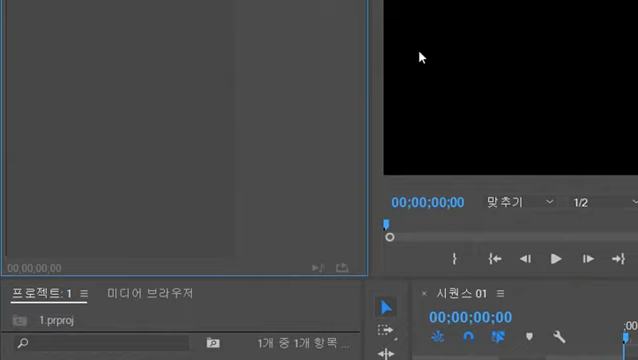 00;00;00;00 맞추기 1/2
00;00;00;00
프로젝트: 1 미디어 브라우저
시퀀스 01
1.prproj
00;00;00;00
1개 중 1개 항목 ...
;00